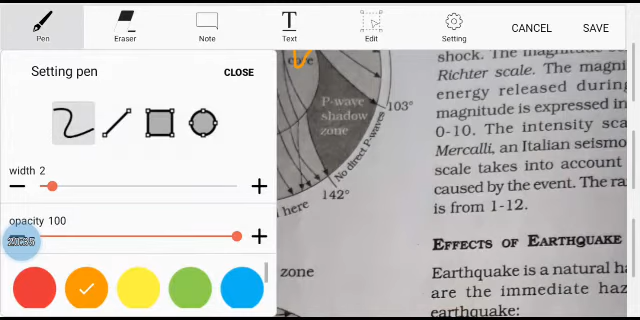 Pen
Eraser
Note
Text
Edit
Setting
CANCEL
SAVE
Setting pen
CLOSE
width 2
opacity 100
core
P-wave
shadow
zone
103°
No direct P-waves
142°
here
zone
shock. The magnitude
Richter scale. The magni
energy released during
magnitude is expressed in
0-10. The intensity sca
Mercalli, an Italian seismo
scale takes into account
caused by the event. The ra
is from 1-12.
EFFECTS OF EARTHQUAKE
Earthquake is a natural ha
are the immediate haz
earthquake: